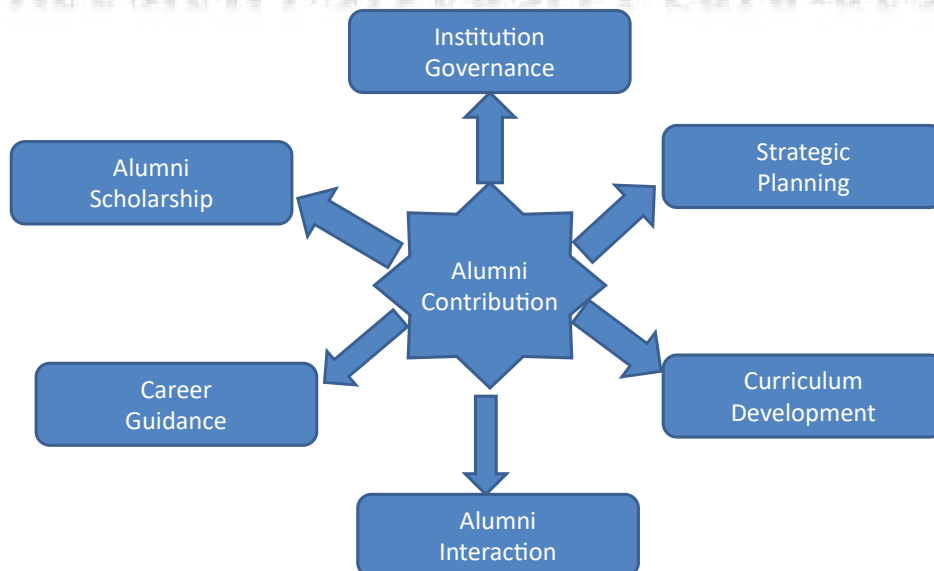 Institution
Governance
Alumni
Scholarship
Strategic
Planning
Alumni
Contribution
Career
Guidance
Curriculum
Development
Alumni
Interaction